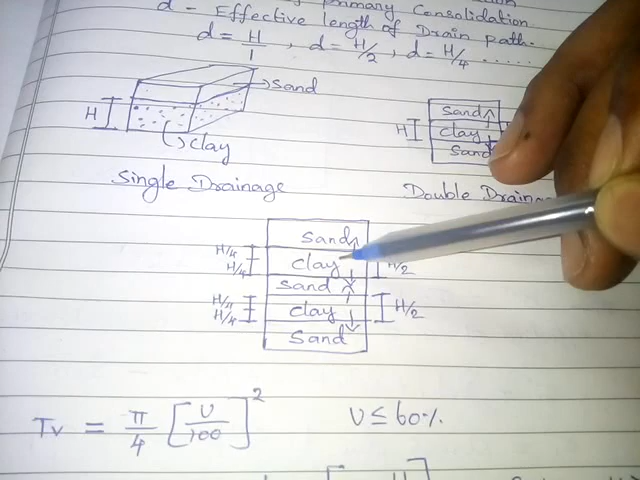 Primary Consolidation
d - Effective length of Drain path.
d = H/1 , d = H/2 , d = H/4 ......
sand
H
clay
Single Drainage
Sand
H
clay
Sand
Double Drainage
Sand
H/4
H/4
clay
H/2
sand
H/4
H/4
clay
H/2
Sand
Tv = π/4 [U/100]²
U ≤ 60%